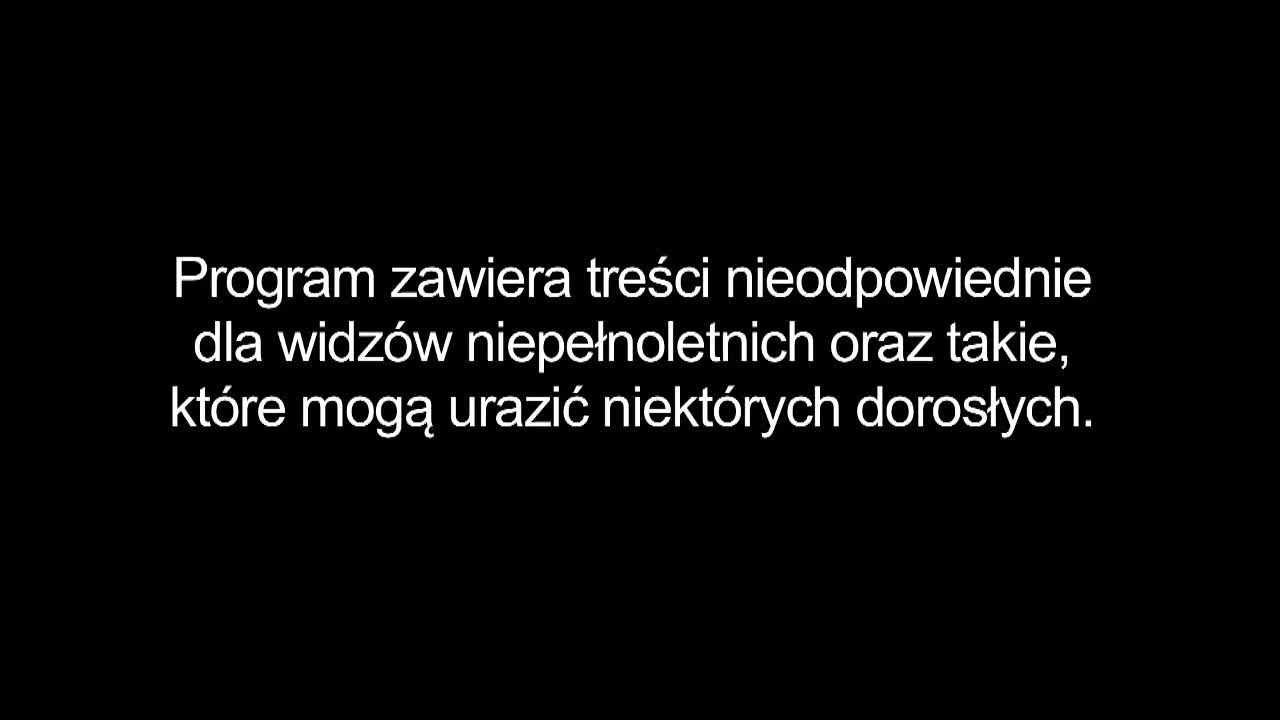 Program zawiera treści nieodpowiednie
dla widzów niepełnoletnich oraz takie,
które mogą urazić niektórych dorosłych.